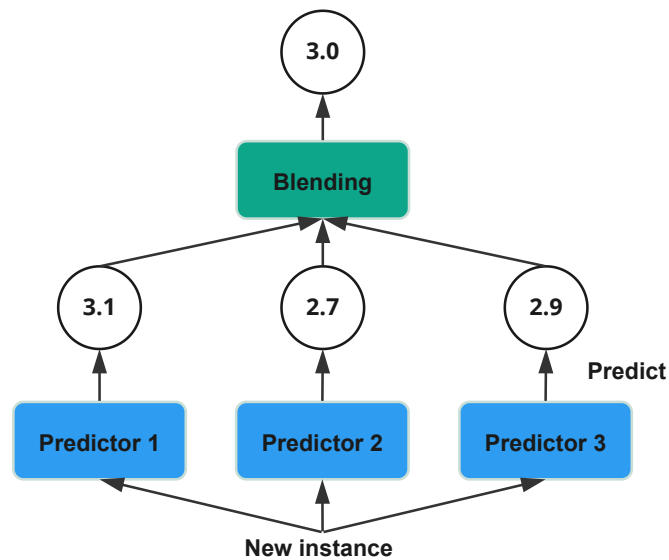 3.0
Blending
3.1
2.7
2.9
Predict
Predictor 1
Predictor 2
Predictor 3
New instance